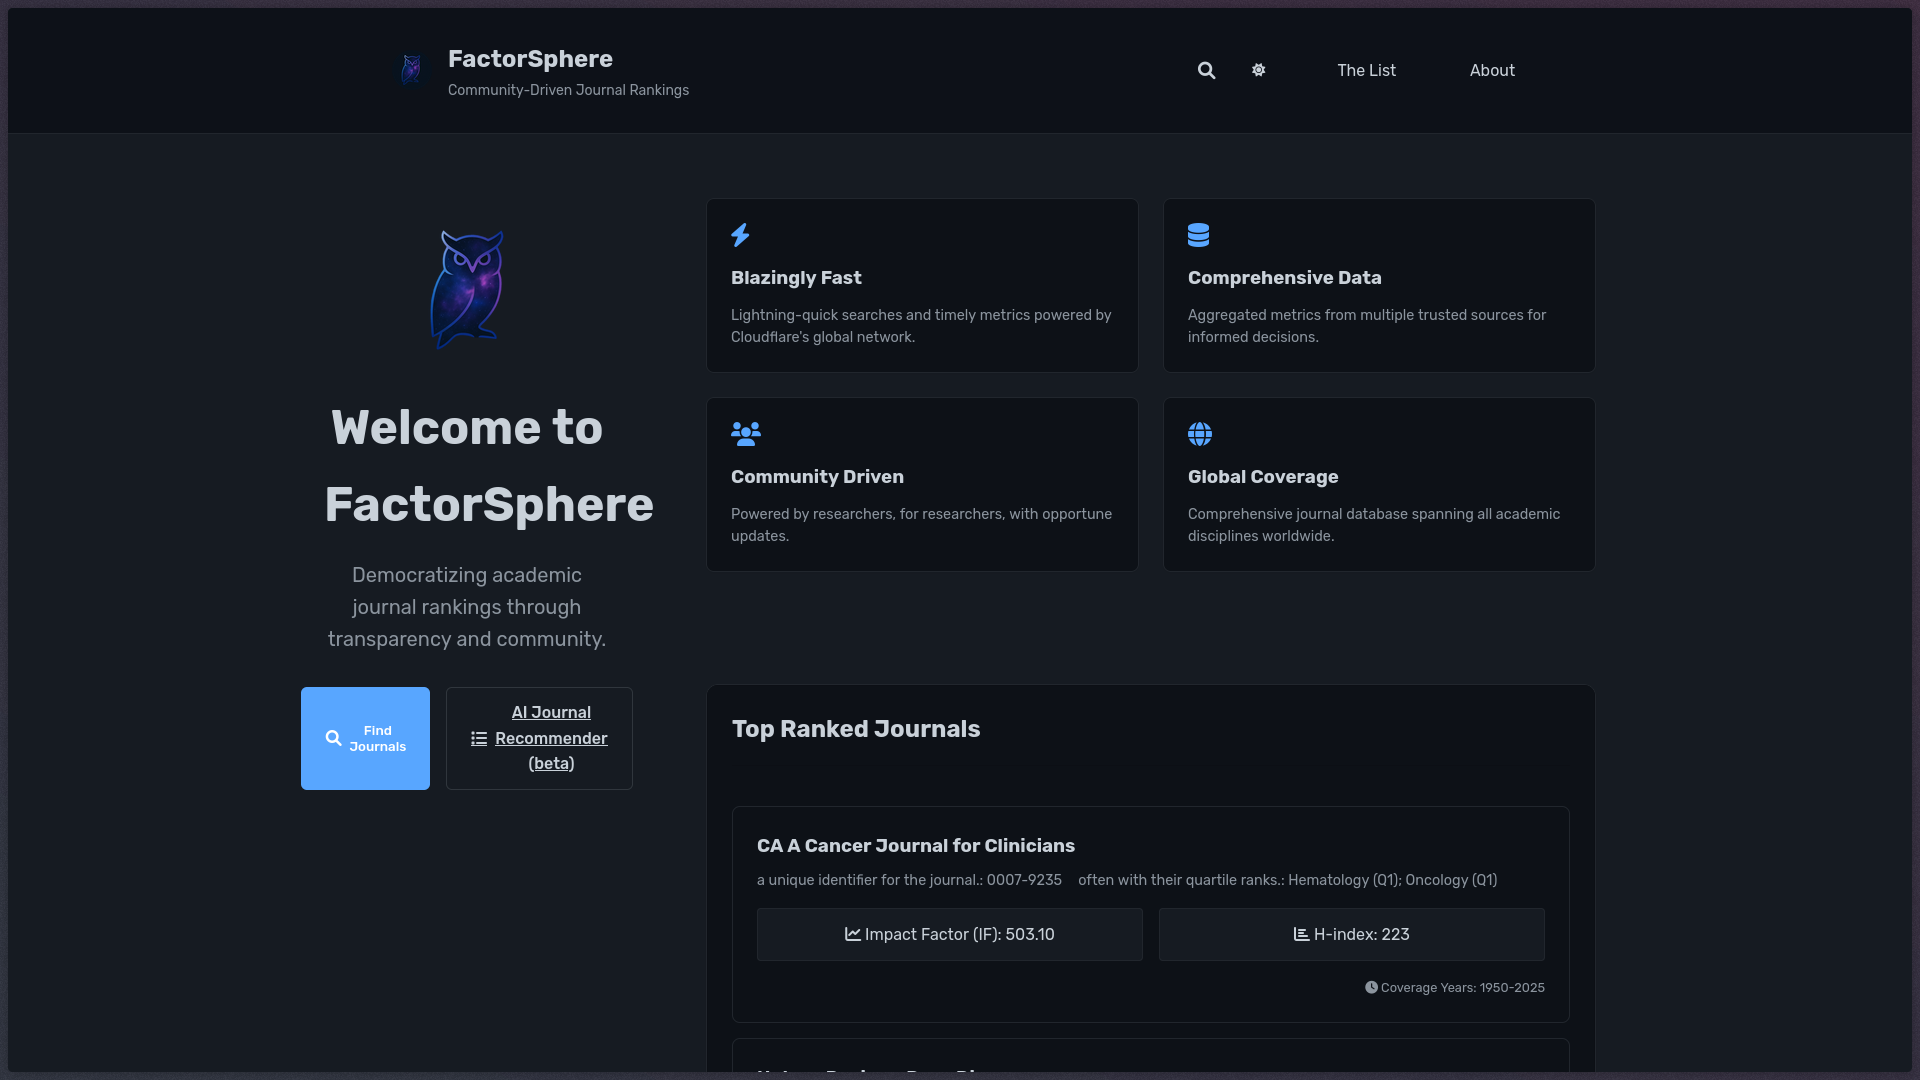 FactorSphere
Community-Driven Journal Rankings
The List
About
Welcome to
FactorSphere
Democratizing academic
journal rankings through
transparency and community.
Find
Journals
AI Journal
Recommender
(beta)
Blazingly Fast
Lightning-quick searches and timely metrics powered by
Cloudflare's global network.
Comprehensive Data
Aggregated metrics from multiple trusted sources for
informed decisions.
Community Driven
Powered by researchers, for researchers, with opportune
updates.
Global Coverage
Comprehensive journal database spanning all academic
disciplines worldwide.
Top Ranked Journals
CA A Cancer Journal for Clinicians
a unique identifier for the journal.: 0007-9235 often with their quartile ranks.: Hematology (Q1); Oncology (Q1)
Impact Factor (IF): 503.10
H-index: 223
Coverage Years: 1950-2025